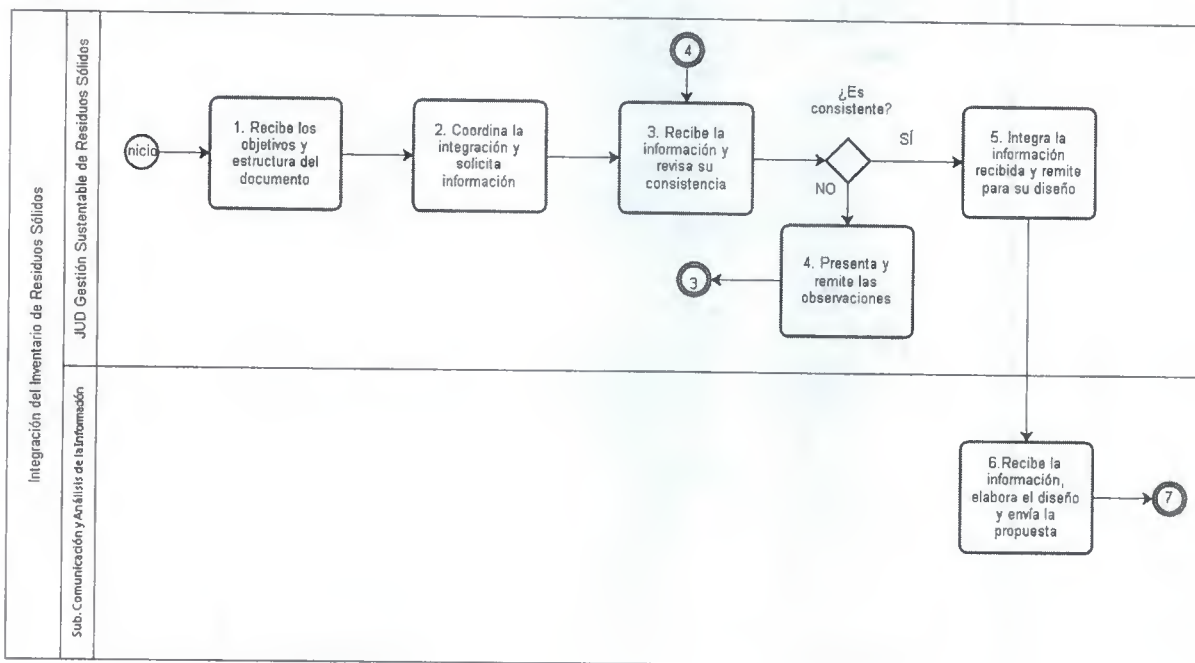 Integración del Inventario de Residuos Sólidos
JUD Gestión Sustentable de Residuos Sólidos
nicio
1. Recibe los
objetivos y
estructura del
documento
2. Coordina la
integración y
solicita
información
4
3. Recibe la
información y
revisa su
consistencia
¿Es
consistente?
SÍ
NO
5. Integra la
información
recibida y remite
para su diseño
4. Presenta y
remite las
observaciones
3
Sub. Comunicación y Análisis de la Información
6.Recibe la
información,
elabora el diseño
y envía la
propuesta
7